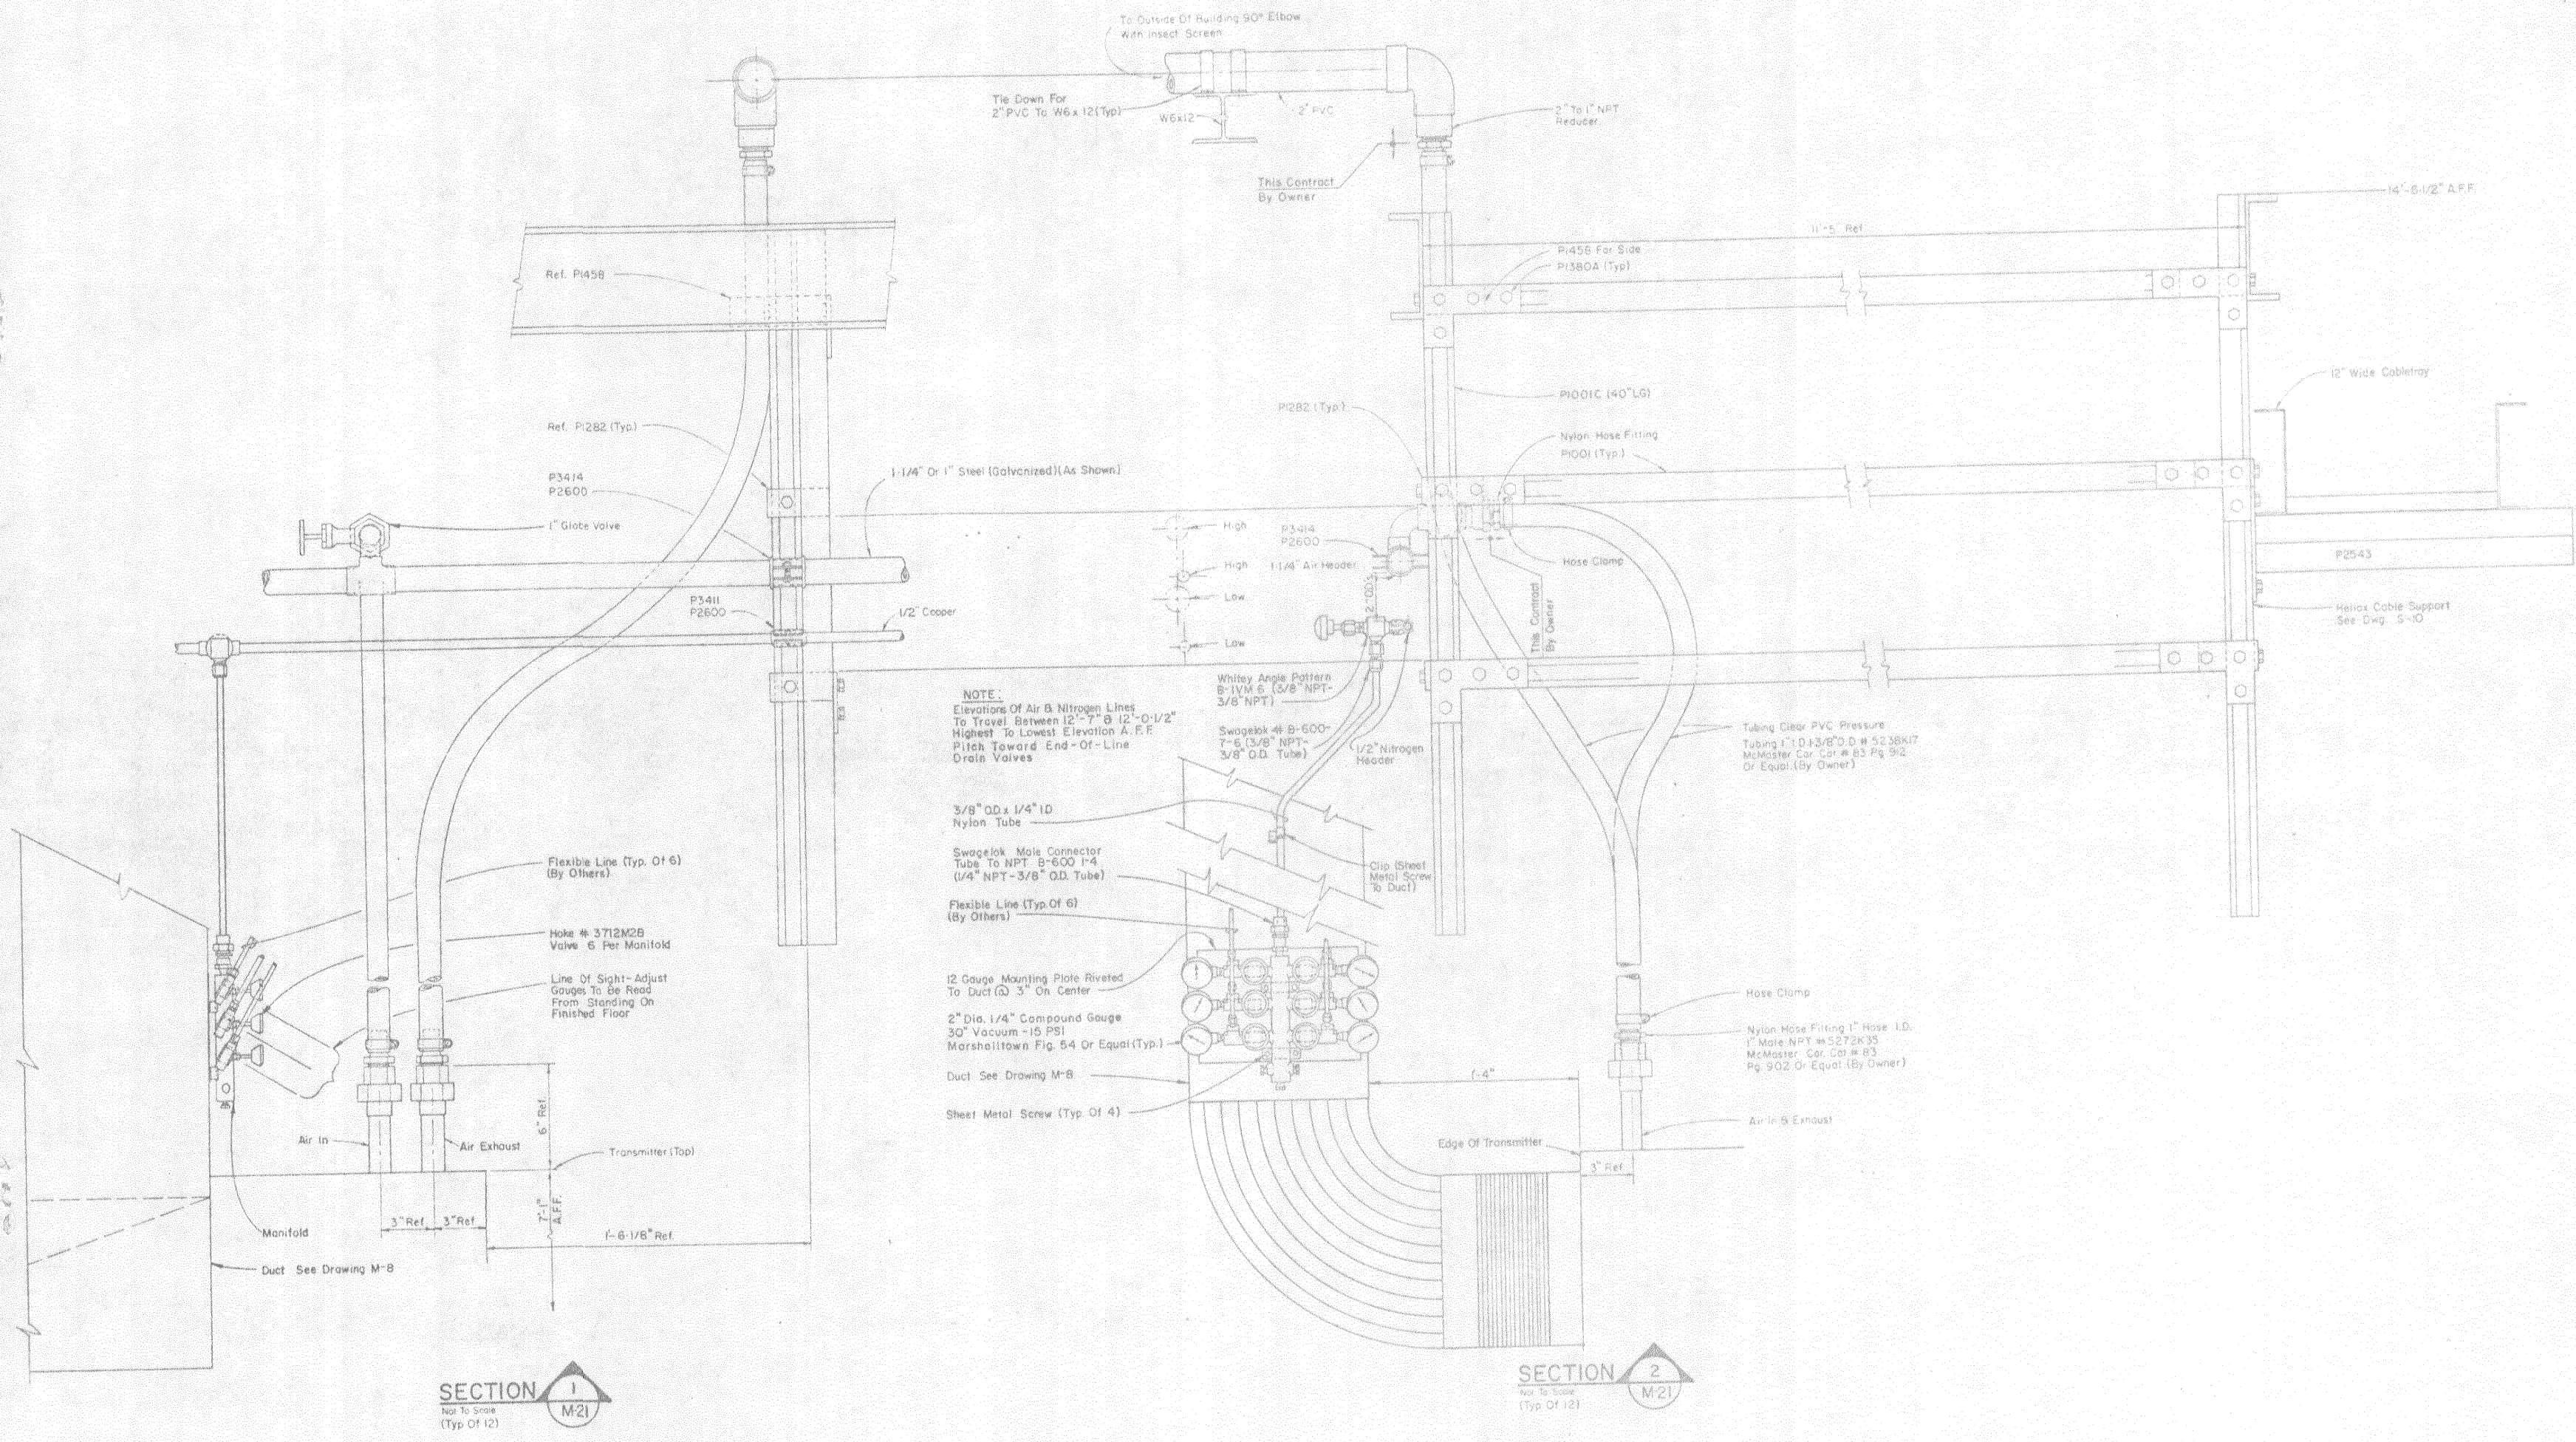 To Outside Of Building 90° Elbow
With Insect Screen
Tie Down For
2" PVC To W6x12(Typ)
W6x12
2" PVC
2" To 1" NPT
Reducer
This Contract
By Owner
14'-6-1/2" A.F.F.
11'-5" Ref.
P1458 For Side
P1380A (Typ)
Ref. P1458
12" Wide Cabletray
P1001C (40"LG)
P1282 (Typ.)
Ref. P1282 (Typ.)
Nylon Hose Fitting
P1001 (Typ.)
1-1/4" Or 1" Steel (Galvanized)(As Shown)
P3414
P2600
1" Globe Valve
High
P3414
P2600
High
1-1/4" Air Header
Low
Low
2" O.D.
Hose Clamp
P2543
This Contract
By Owner
P3411
P2600
1/2" Copper
Heliax Cable Support
See Dwg. S-10
NOTE:
Elevations Of Air & Nitrogen Lines
To Travel Between 12'-7" & 12'-0-1/2"
Highest To Lowest Elevation A.F.F.
Pitch Toward End-Of-Line
Drain Valves
Whitey Angle Pattern
B-1VM 6 (3/8" NPT-
3/8" NPT)
Swagelok # B-600-
7-6 (3/8" NPT-
3/8" O.D. Tube)
1/2" Nitrogen
Header
Tubing Clear PVC Pressure
Tubing 1" I.D.1-3/8"O.D # 5238K17
McMaster Car. Cat # 83 Pg 912
Or Equal.(By Owner)
3/8" O.D.x 1/4" I.D.
Nylon Tube
Swagelok Male Connector
Tube To NPT B-600 1-4
(1/4" NPT-3/8" O.D. Tube)
Clip (Sheet
Metal Screw
To Duct)
Flexible Line (Typ. Of 6)
(By Others)
Flexible Line (Typ.Of 6)
(By Others)
Hoke # 3712M2B
Valve 6 Per Manifold
Line Of Sight-Adjust
Gauges To Be Read
From Standing On
Finished Floor
12 Gauge Mounting Plate Riveted
To Duct @ 3" On Center
2" Dia. 1/4" Compound Gauge
30" Vacuum -15 PSI
Marshalltown Fig. 54 Or Equal (Typ.)
Duct See Drawing M-8
Sheet Metal Screw (Typ. Of 4)
Hose Clamp
Nylon Hose Fitting 1" Hose I.D.
1" Male NPT #5272K35
McMaster Car. Cat # 83
Pg. 902 Or Equal (By Owner)
1'-4"
Air In & Exhaust
Edge Of Transmitter
3" Ref.
Air In
Air Exhaust
6" Ref.
Transmitter (Top)
7'-1"
A.F.F.
3" Ref.
3" Ref.
1'-6-1/8" Ref.
Manifold
Duct See Drawing M-8
SECTION
1
M-21
Not To Scale
(Typ Of 12)
SECTION
2
M-21
Not To Scale
(Typ Of 12)